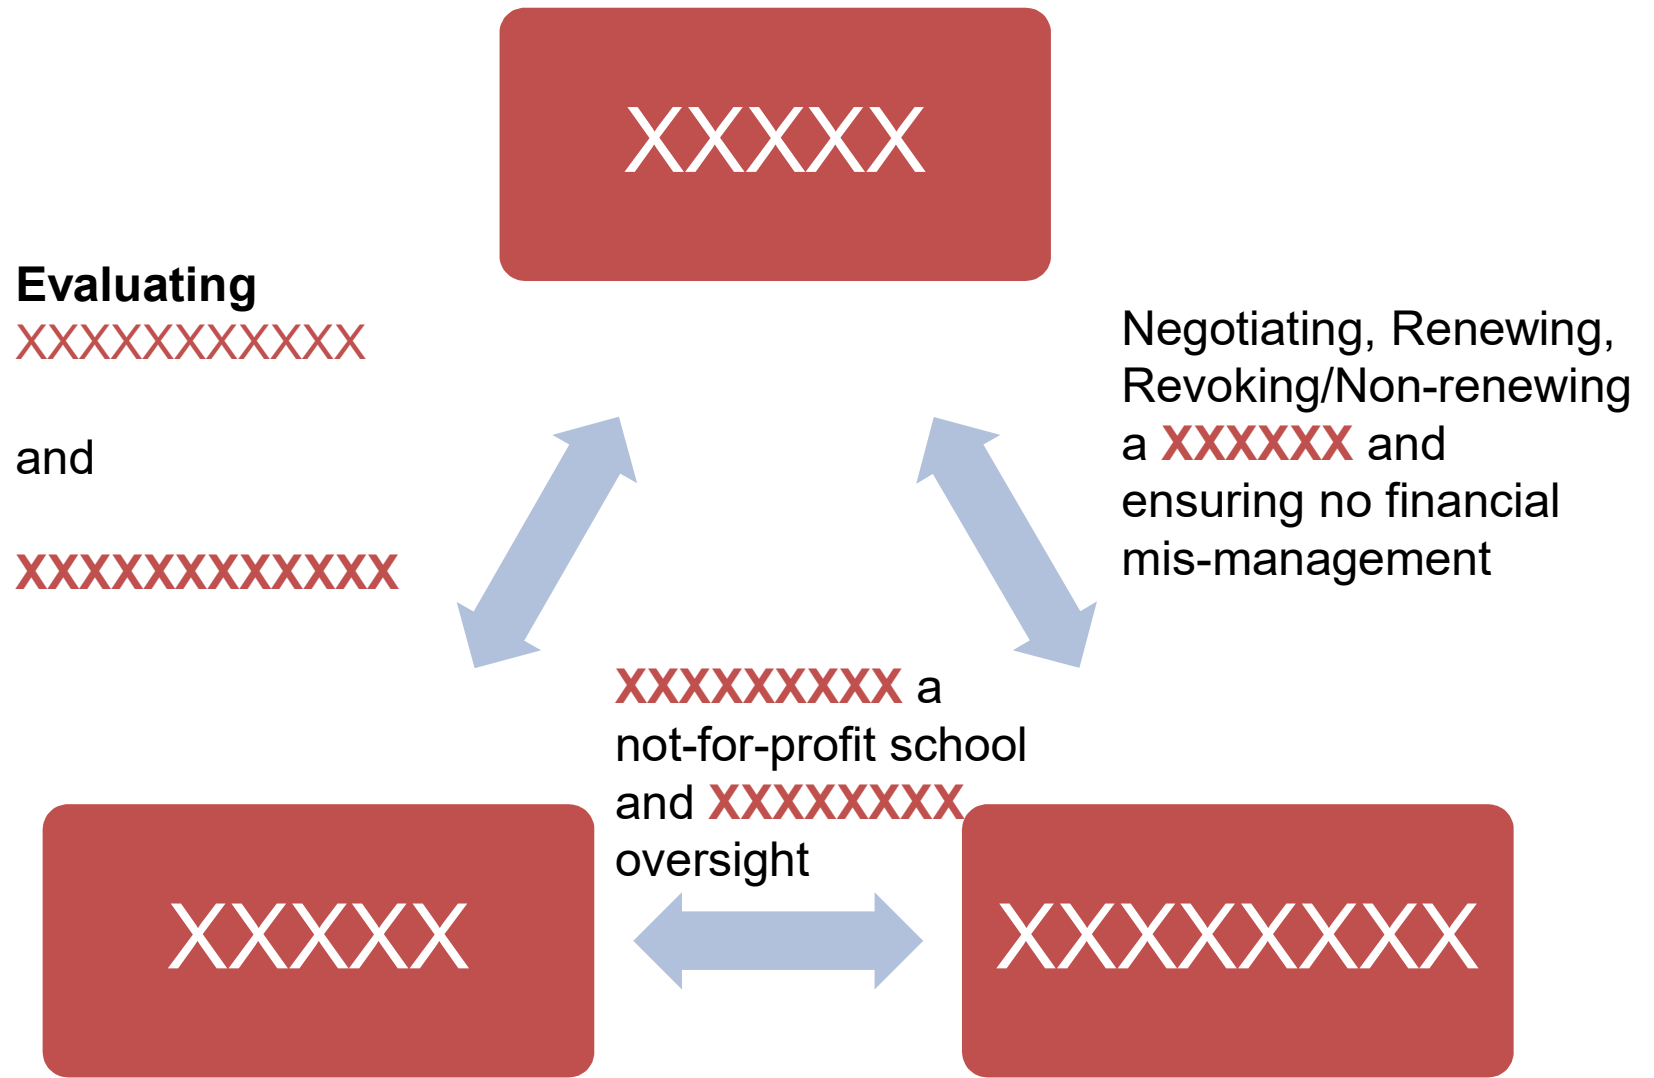 XXXXX
Evaluating
XXXXXXXXXXX
and
XXXXXXXXXXXX
Negotiating, Renewing,
Revoking/Non-renewing
a XXXXXX and
ensuring no financial
mis-management
XXXXXXXXX a
not-for-profit school
and XXXXXXXX
oversight
XXXXX
XXXXXXXX